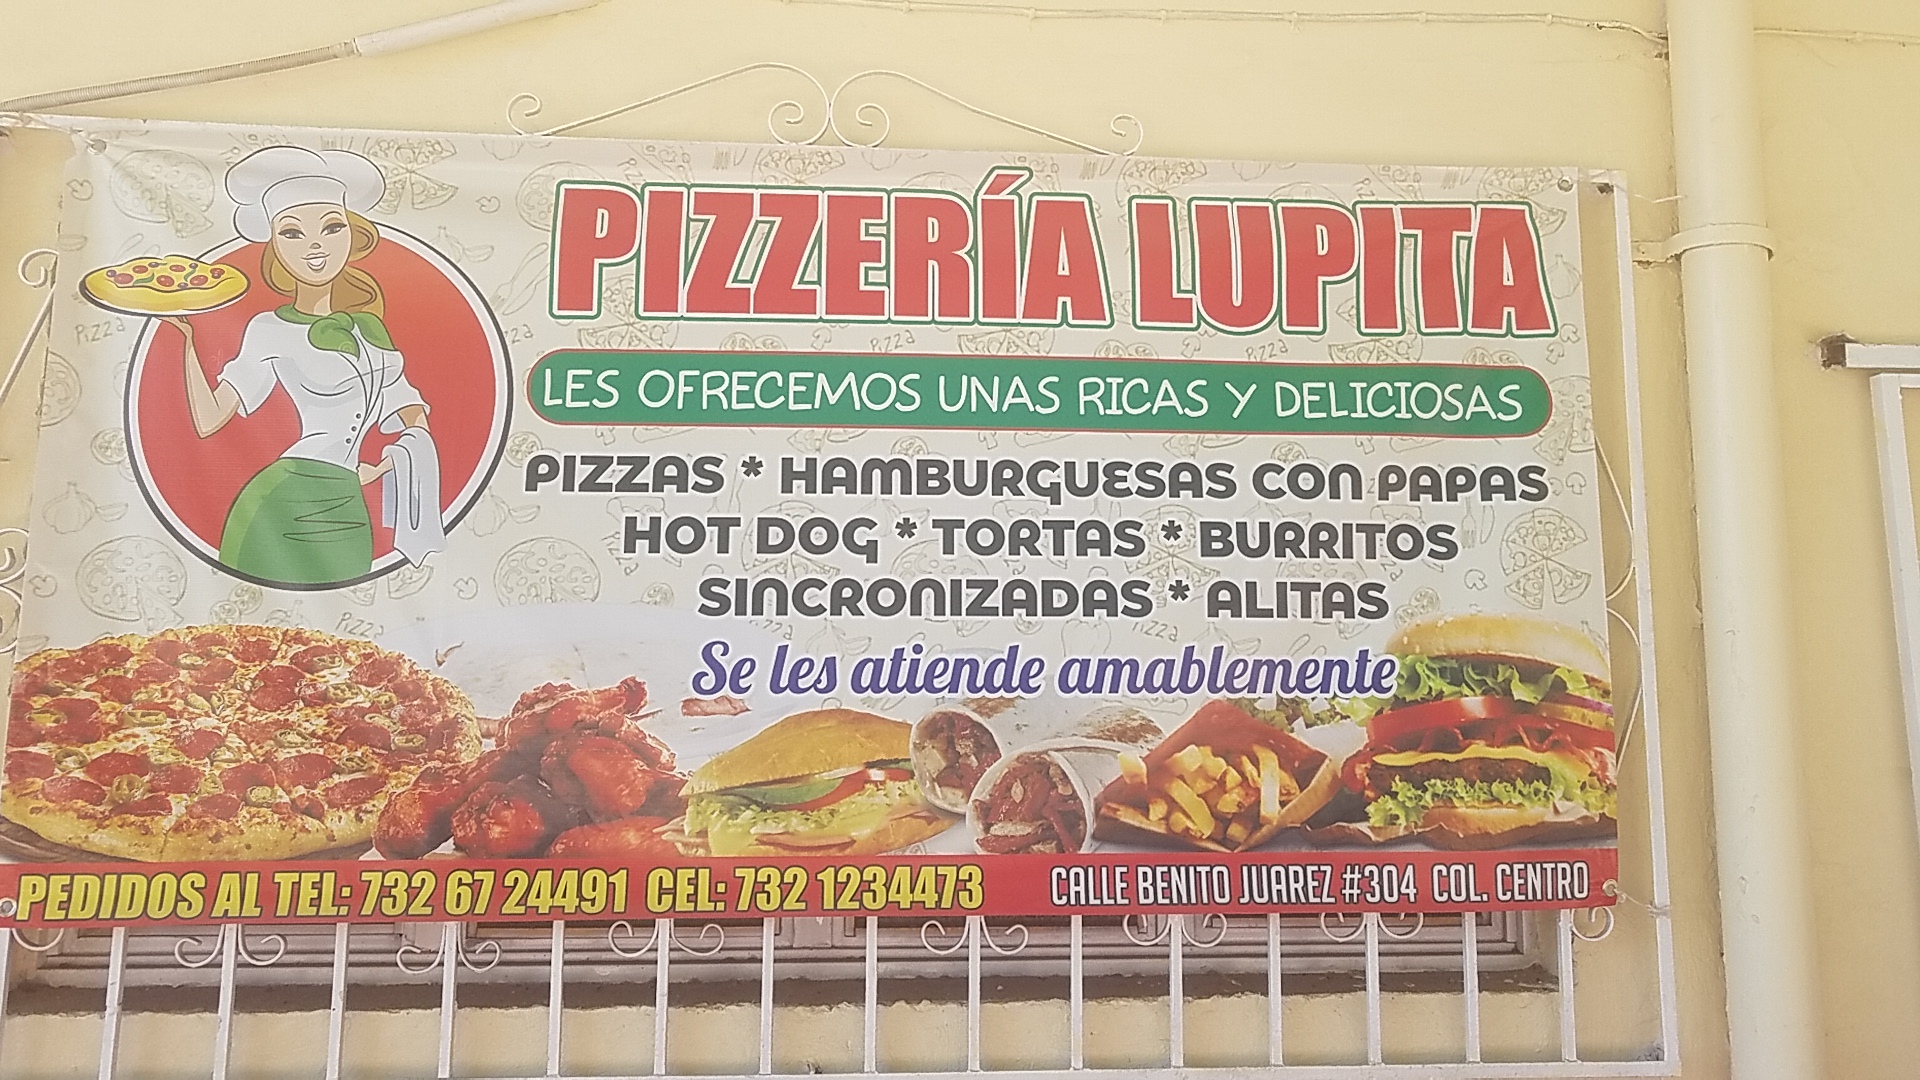 PIZZERÍA LUPITA
LES OFRECEMOS UNAS RICAS Y DELICIOSAS
PIZZAS * HAMBURGUESAS CON PAPAS
HOT DOG * TORTAS * BURRITOS
SINCRONIZADAS * ALITAS
Se les atiende amablemente
PEDIDOS AL TEL: 732 67 24491 CEL: 732 1234473 CALLE BENITO JUAREZ #304 COL. CENTRO